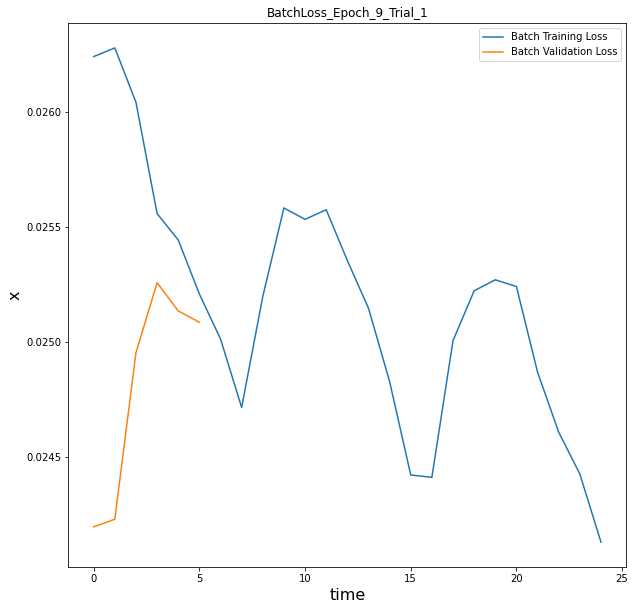 BatchLoss_Epoch_9_Trial_1
Batch Training Loss
Batch Validation Loss
0.0260
0.0255
0.0250
0.0245
x
0 5 10 15 20 25
time